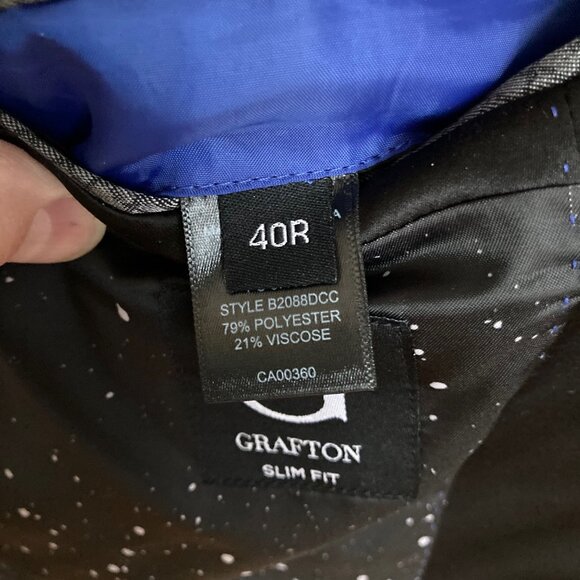 40R
STYLE B2088DCC
79% POLYESTER
21% VISCOSE
CA00360
G
GRAFTON
SLIM FIT